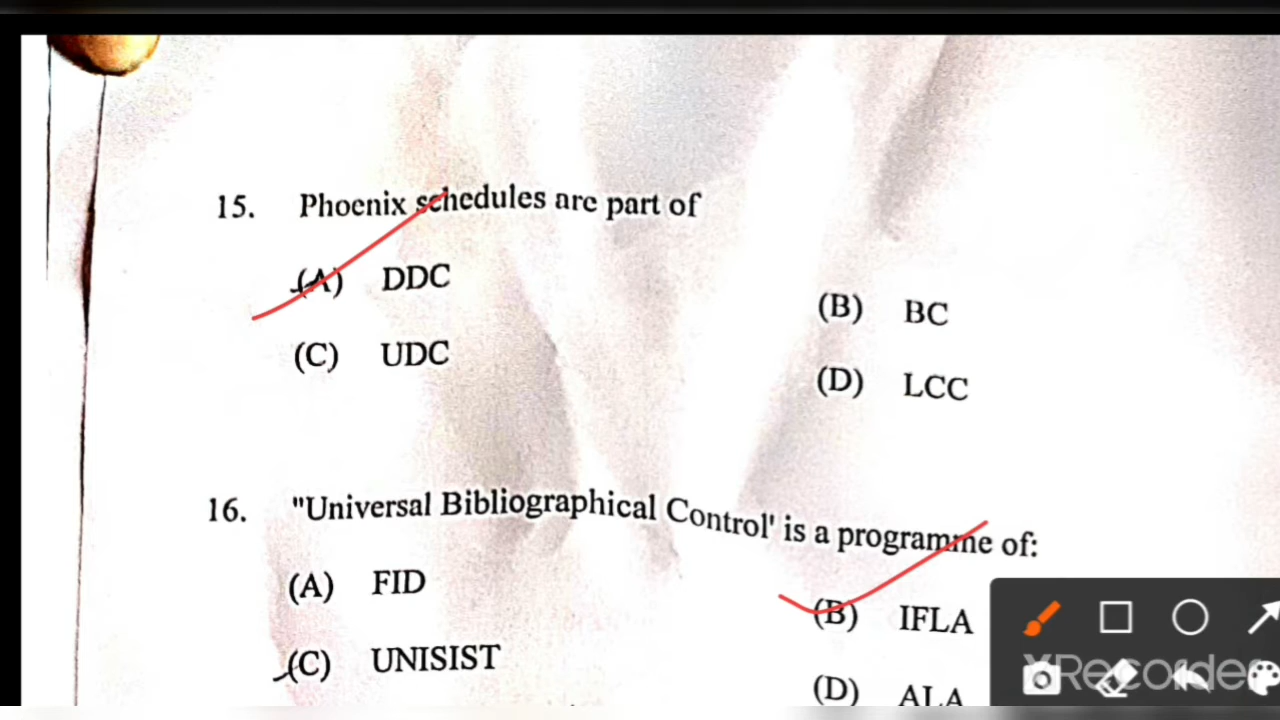 15. Phoenix schedules are part of
(A) DDC
(B) BC
(C) UDC
(D) LCC
16. "Universal Bibliographical Control' is a programme of:
(A) FID
(B) IFLA
(C) UNISIST
(D) ALA
XRecorder